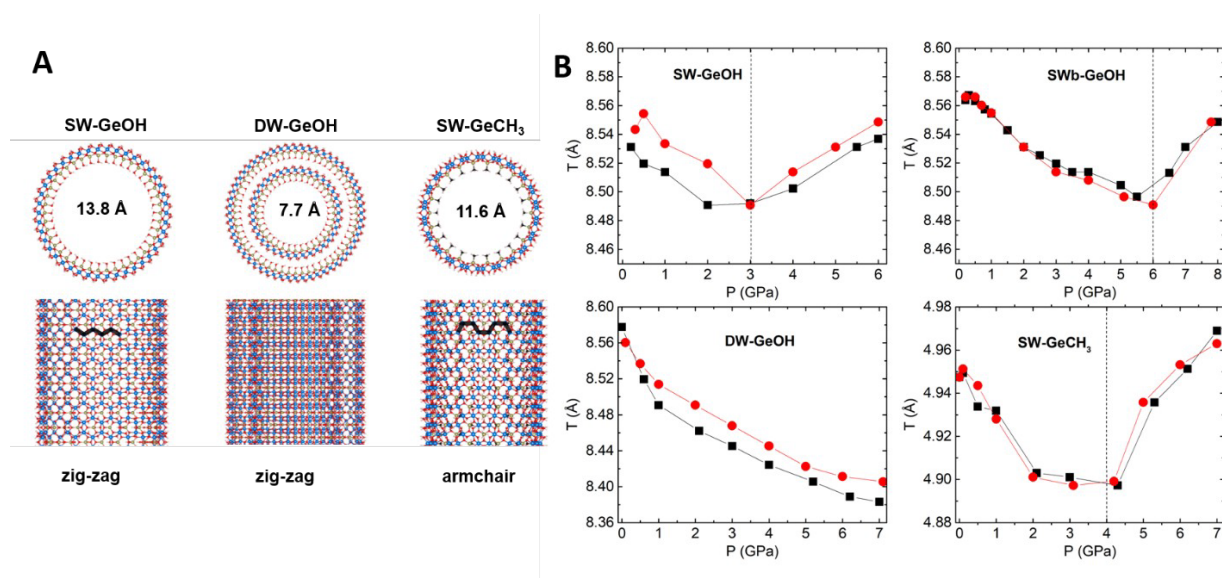 A
SW-GeOH
DW-GeOH
SW-GeCH₃
13.8 Å
7.7 Å
11.6 Å
zig-zag
zig-zag
armchair
B
SW-GeOH
T (Å)
8.60
8.58
8.56
8.54
8.52
8.50
8.48
8.46
0 1 2 3 4 5 6
P (GPa)
SWb-GeOH
T (Å)
8.60
8.58
8.56
8.54
8.52
8.50
8.48
8.46
0 1 2 3 4 5 6 7 8
P (GPa)
DW-GeOH
T (Å)
8.60
8.56
8.52
8.48
8.44
8.40
8.36
0 1 2 3 4 5 6 7
P (GPa)
SW-GeCH₃
T (Å)
4.98
4.96
4.94
4.92
4.90
4.88
0 1 2 3 4 5 6 7
P (GPa)